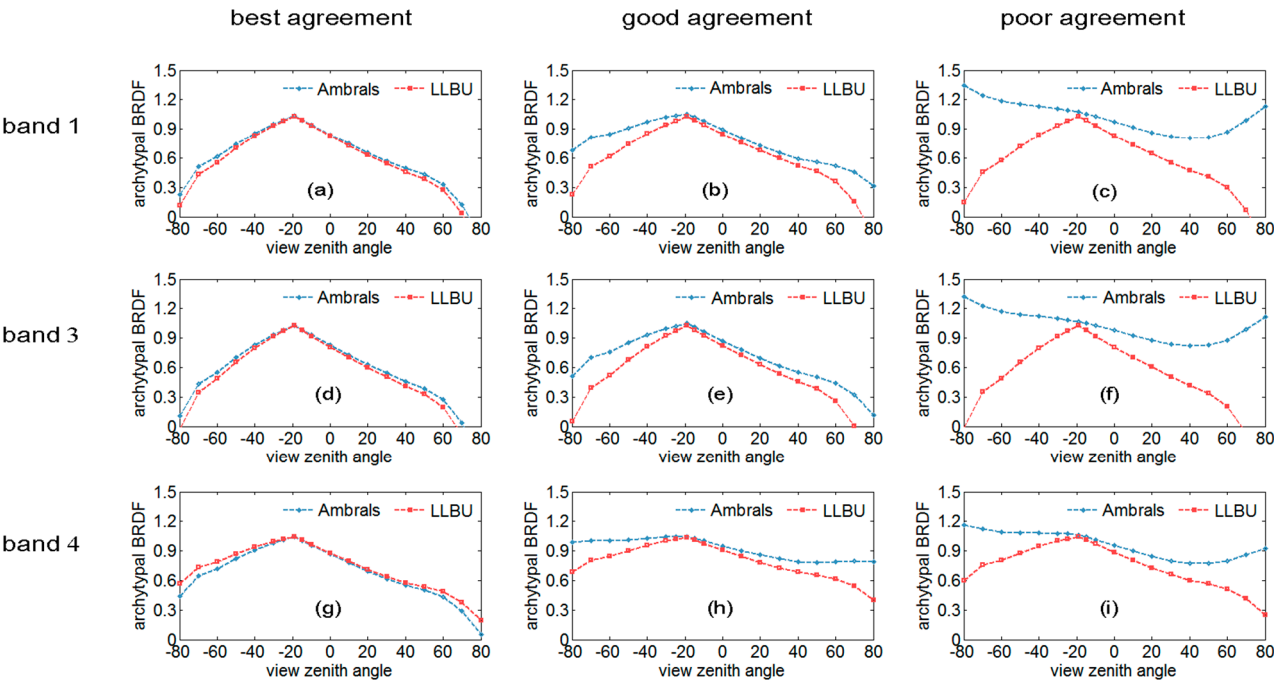 best agreement good agreement poor agreement
band 1
archytypal BRDF
1.5
1.2
0.9
0.6
0.3
0
Ambrals LLBU
(a)
-80 -60 -40 -20 0 20 40 60 80
view zenith angle
archytypal BRDF
1.5
1.2
0.9
0.6
0.3
0
Ambrals LLBU
(b)
-80 -60 -40 -20 0 20 40 60 80
view zenith angle
archytypal BRDF
1.5
1.2
0.9
0.6
0.3
0
Ambrals LLBU
(c)
-80 -60 -40 -20 0 20 40 60 80
view zenith angle
band 3
archytypal BRDF
1.5
1.2
0.9
0.6
0.3
0
Ambrals LLBU
(d)
-80 -60 -40 -20 0 20 40 60 80
view zenith angle
archytypal BRDF
1.5
1.2
0.9
0.6
0.3
0
Ambrals LLBU
(e)
-80 -60 -40 -20 0 20 40 60 80
view zenith angle
archytypal BRDF
1.5
1.2
0.9
0.6
0.3
0
Ambrals LLBU
(f)
-80 -60 -40 -20 0 20 40 60 80
view zenith angle
band 4
archytypal BRDF
1.5
1.2
0.9
0.6
0.3
0
Ambrals LLBU
(g)
-80 -60 -40 -20 0 20 40 60 80
view zenith angle
archytypal BRDF
1.5
1.2
0.9
0.6
0.3
0
Ambrals LLBU
(h)
-80 -60 -40 -20 0 20 40 60 80
view zenith angle
archytypal BRDF
1.5
1.2
0.9
0.6
0.3
0
Ambrals LLBU
(i)
-80 -60 -40 -20 0 20 40 60 80
view zenith angle